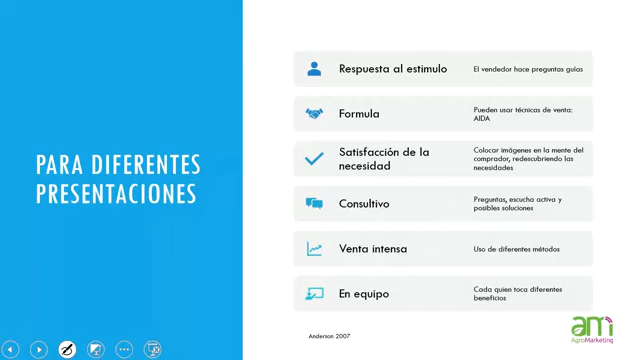 PARA DIFERENTES
PRESENTACIONES
Respuesta al estimulo
El vendedor hace preguntas guías
Formula
Pueden usar técnicas de venta:
AIDA
Satisfacción de la
necesidad
Colocar imágenes en la mente del
comprador, redescubriendo las
necesidades
Consultivo
Preguntas, escucha activa y
posibles soluciones
Venta intensa
Uso de diferentes métodos
En equipo
Cada quien toca diferentes
beneficios
Anderson 2007
am
AgroMarketing